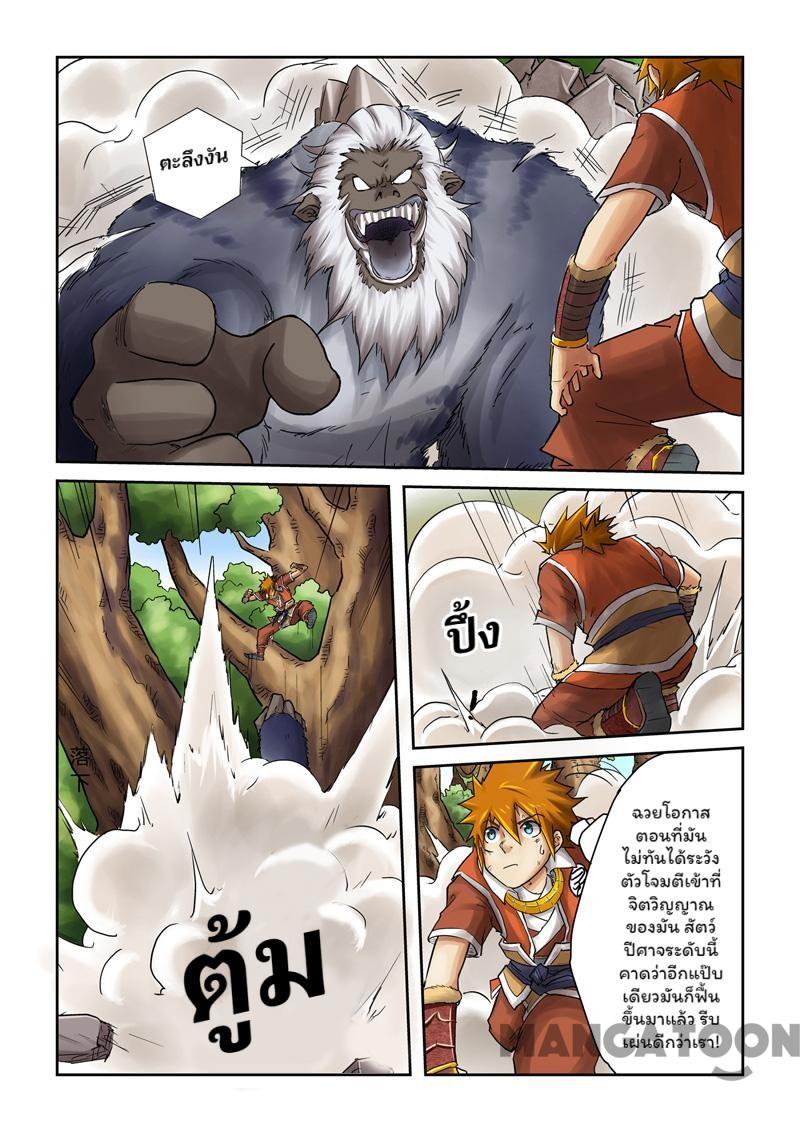 ตะลึงงัน
落
下
ตู้ม
ปึ้ง
ฉวยโอกาส
ตอนที่มัน
ไม่ทันได้ระวัง
ตัวโจมตีเข้าที่
จิตวิญญาณ
ของมัน สัตว์
ปีศาจระดับนี้
คาดว่าอีกแป๊บ
เดียวมันก็ฟื้น
ขึ้นมาแล้ว รีบ
เผ่นดีกว่าเรา!
MANGATOON